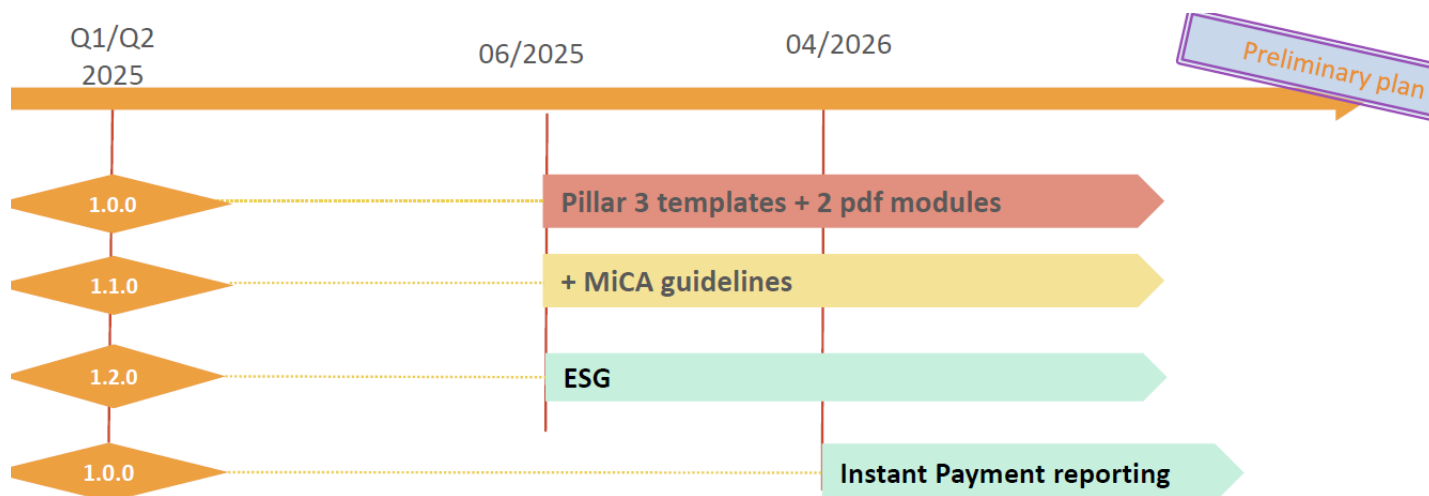 Q1/Q2
2025
06/2025
04/2026
Preliminary plan
1.0.0
Pillar 3 templates + 2 pdf modules
1.1.0
+ MiCA guidelines
1.2.0
ESG
1.0.0
Instant Payment reporting